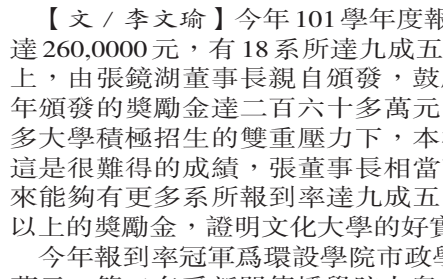 【文／李文瑜】今年101學年度報
達260,0000元，有18系所達九成五
上，由張鏡湖董事長親自頒發，鼓
年頒發的獎勵金達二百六十多萬元
多大學積極招生的雙重壓力下，本
這是很難得的成績，張董事長相當
來能夠有更多系所報到率達九成五
以上的獎勵金，證明文化大學的好實
今年報到率冠軍為環設學院市政學